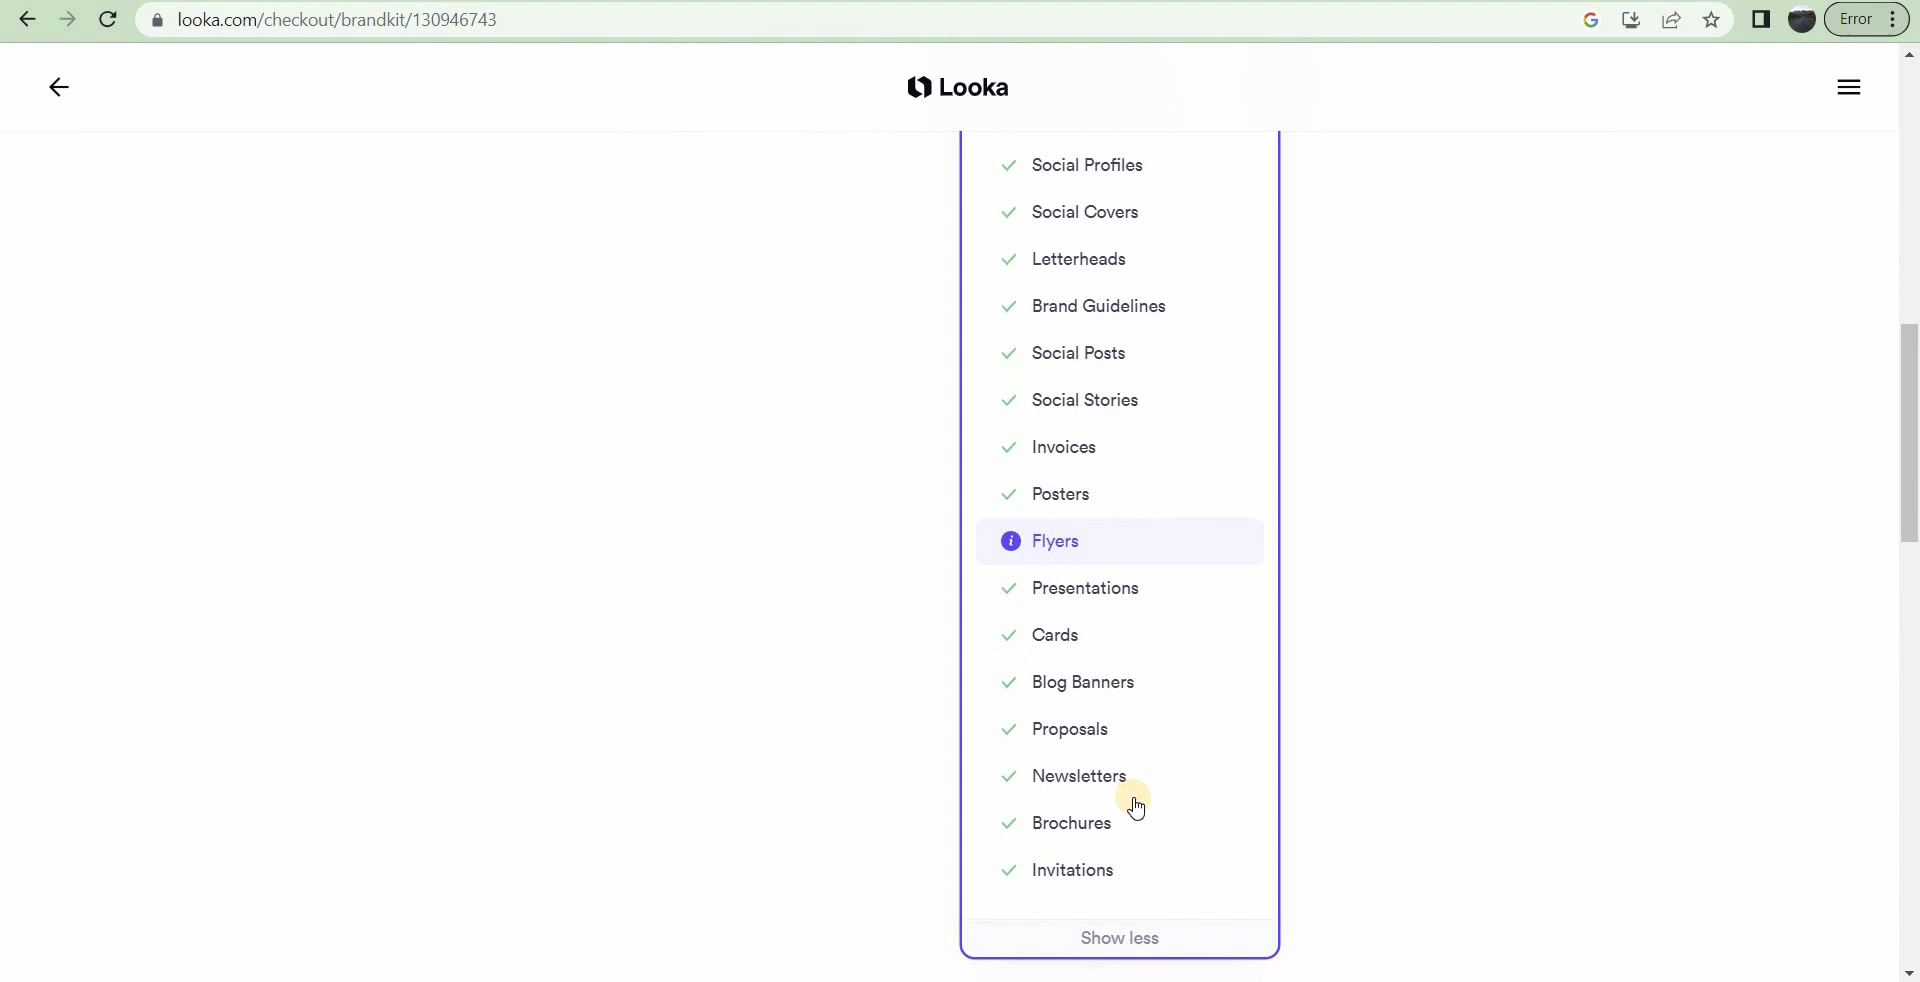 looka.com/checkout/brandkit/130946743
Error
Looka
Social Profiles
Social Covers
Letterheads
Brand Guidelines
Social Posts
Social Stories
Invoices
Posters
Flyers
Presentations
Cards
Blog Banners
Proposals
Newsletters
Brochures
Invitations
Show less